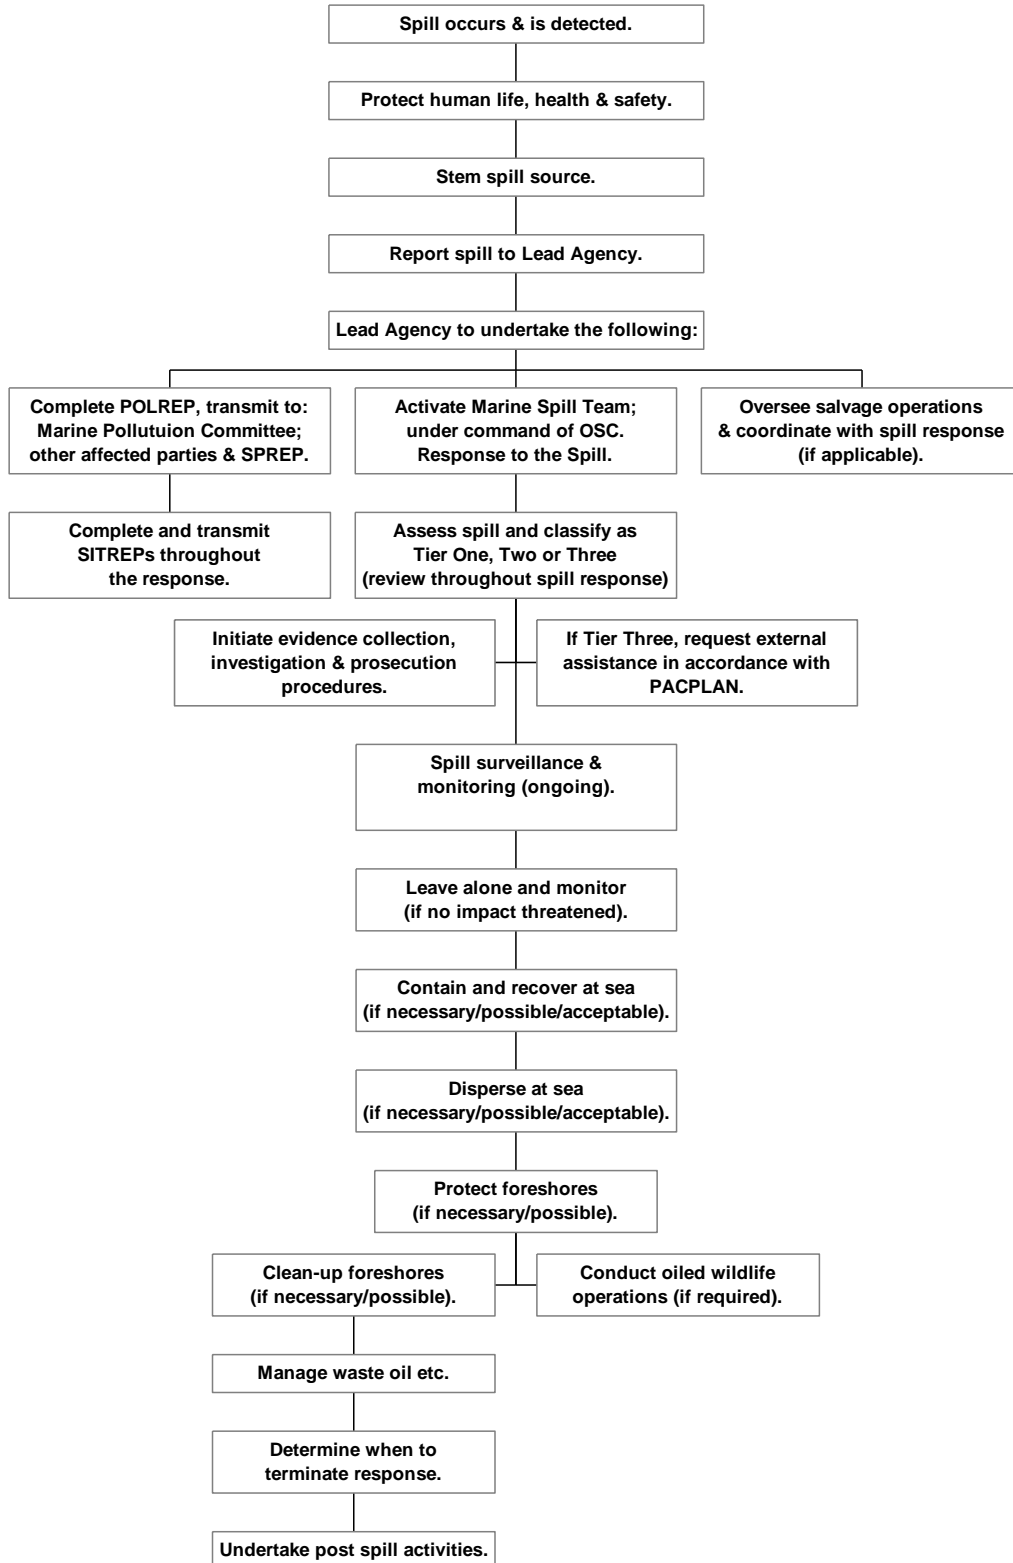 Spill occurs & is detected.
Protect human life, health & safety.
Stem spill source.
Report spill to Lead Agency.
Lead Agency to undertake the following:
Complete POLREP, transmit to:
Marine Pollutuion Committee;
other affected parties & SPREP.
Activate Marine Spill Team;
under command of OSC.
Response to the Spill.
Oversee salvage operations
& coordinate with spill response
(if applicable).
Complete and transmit
SITREPs throughout
the response.
Assess spill and classify as
Tier One, Two or Three
(review throughout spill response)
Initiate evidence collection,
investigation & prosecution
procedures.
If Tier Three, request external
assistance in accordance with
PACPLAN.
Spill surveillance &
monitoring (ongoing).
Leave alone and monitor
(if no impact threatened).
Contain and recover at sea
(if necessary/possible/acceptable).
Disperse at sea
(if necessary/possible/acceptable).
Protect foreshores
(if necessary/possible).
Clean-up foreshores
(if necessary/possible).
Conduct oiled wildlife
operations (if required).
Manage waste oil etc.
Determine when to
terminate response.
Undertake post spill activities.